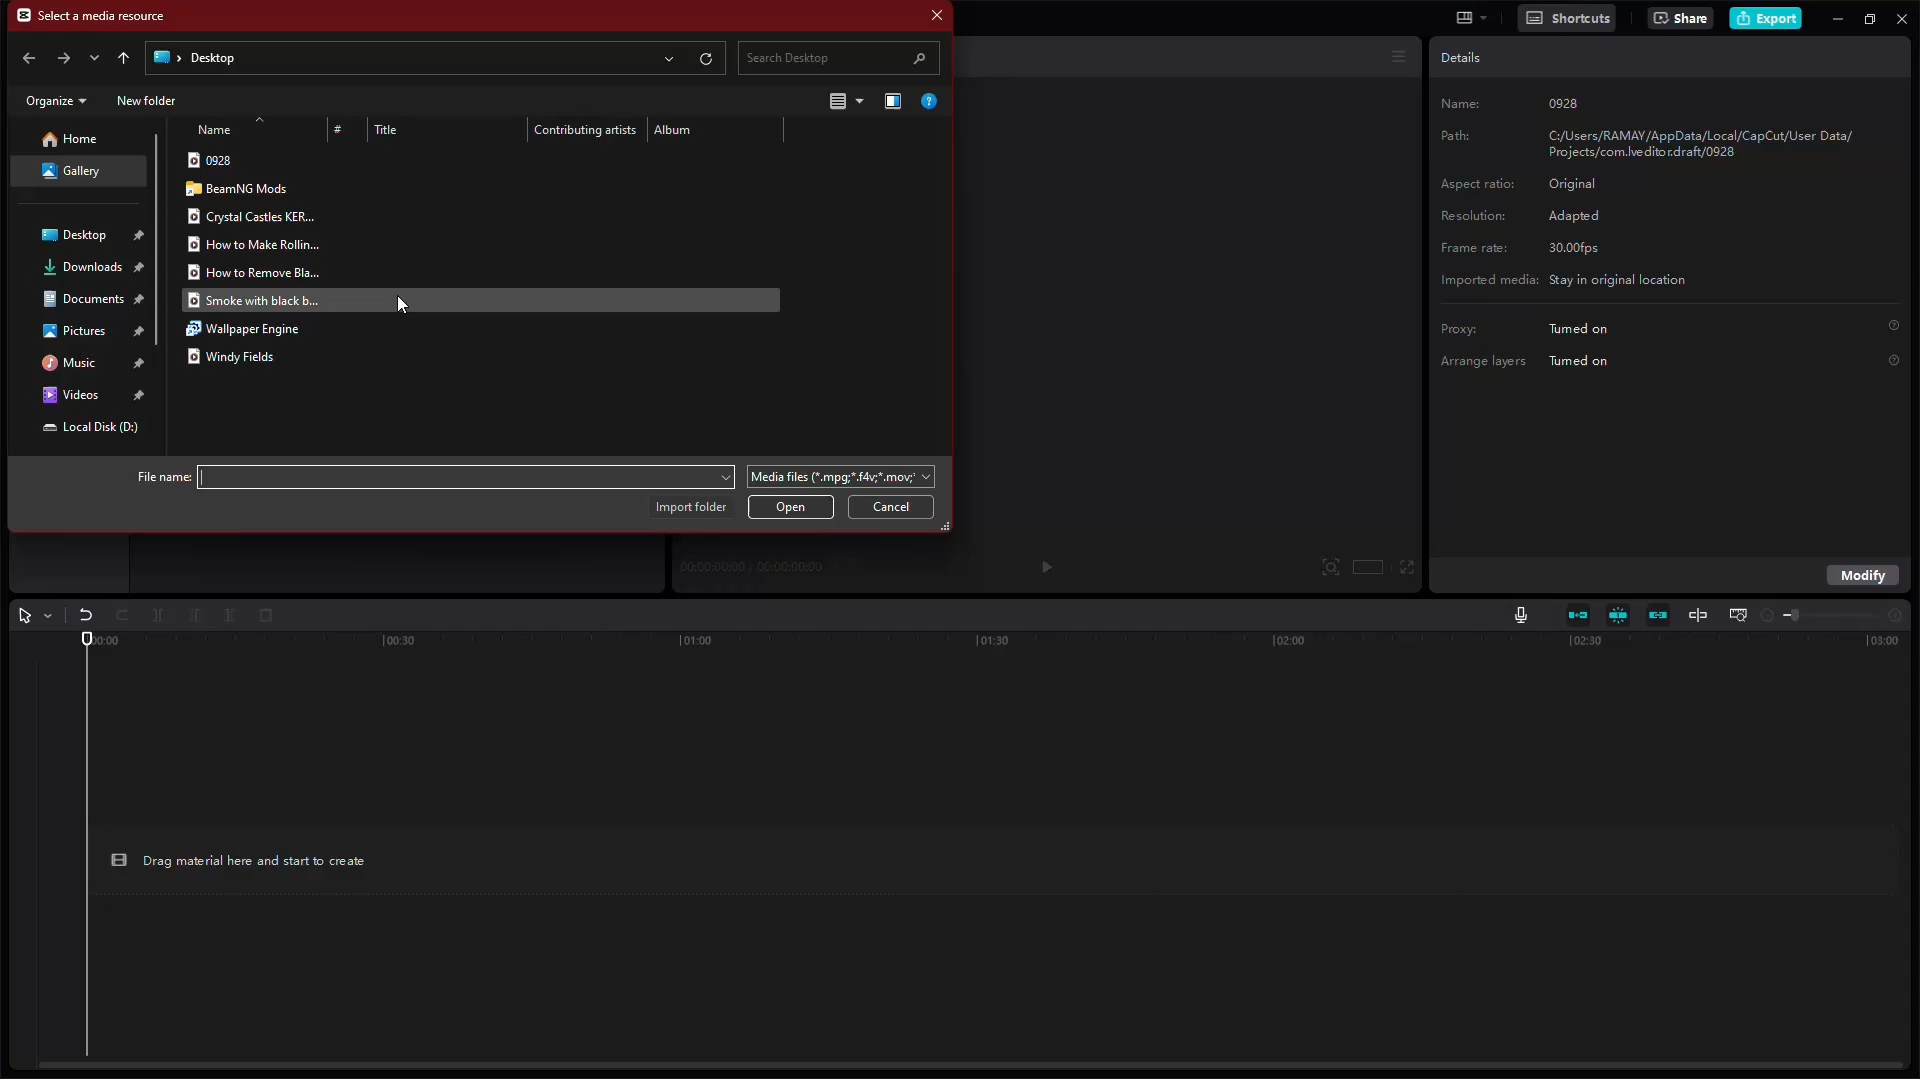 Select a media resource
Shortcuts
Share
Export
Desktop
Search Desktop
Organize
New folder
Name
#
Title
Contributing artists
Album
Home
Gallery
Desktop
Downloads
Documents
Pictures
Music
Videos
Local Disk (D:)
0928
BeamNG Mods
Crystal Castles KER...
How to Make Rollin...
How to Remove Bla...
Smoke with black b...
Wallpaper Engine
Windy Fields
File name:
Media files (*.mpg;*.f4v;*.mov;*
Import folder
Open
Cancel
Details
Name: 0928
Path: C:/Users/RAMAY/AppData/Local/CapCut/User Data/
Projects/com.lveditor.draft/0928
Aspect ratio: Original
Resolution: Adapted
Frame rate: 30.00fps
Imported media: Stay in original location
Proxy: Turned on
Arrange layers Turned on
Modify
00:00:00:00 | 00:00:00:00
00:00
00:30
01:00
01:30
02:00
02:30
03:00
Drag material here and start to create